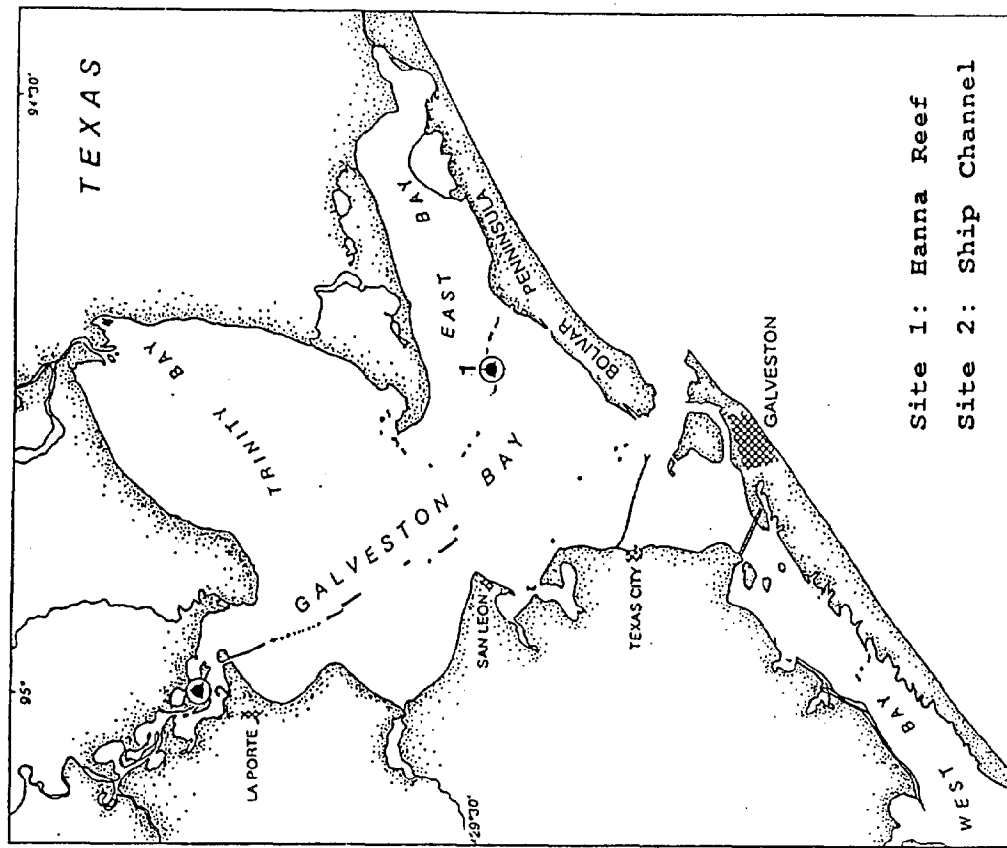 94°30'
TEXAS
95°
TRINITY BAY
EAST BAY
1
GALVESTON BAY
BOLIVAR PENNINSULA
2
LA PORTE
SAN LEON
TEXAS CITY
GALVESTON
29°30'
WEST BAY
Site 1: Hanna Reef
Site 2: Ship Channel